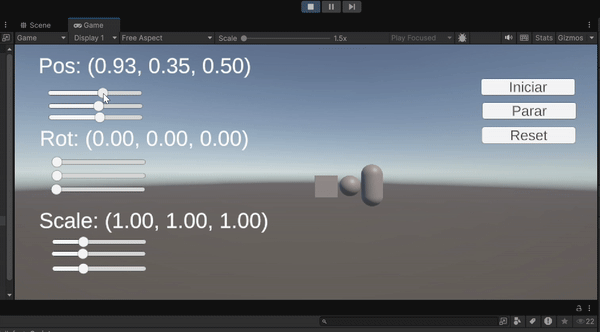 Scene
Game
Game
Display 1
Free Aspect
Scale
1.5x
Play Focused
Stats
Gizmos
Pos: (0.93, 0.35, 0.50)
Iniciar
Parar
Rot: (0.00, 0.00, 0.00)
Reset
Scale: (1.00, 1.00, 1.00)
22